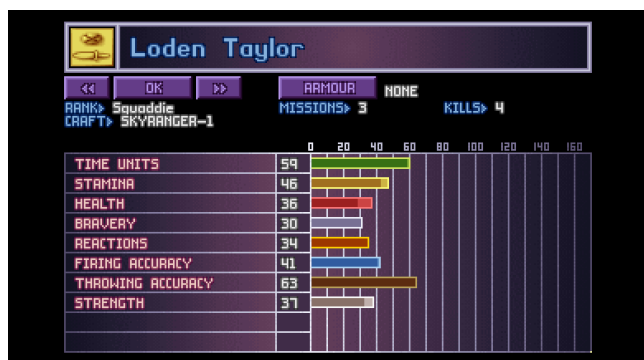 Loden Taylor
<< OK >> ARMOUR NONE
RANK> Squaddie MISSIONS> 3 KILLS> 4
CRAFT> SKYRANGER-1
0 20 40 60 80 100 120 140 160
TIME UNITS 59
STAMINA 46
HEALTH 36
BRAVERY 30
REACTIONS 34
FIRING ACCURACY 41
THROWING ACCURACY 63
STRENGTH 37